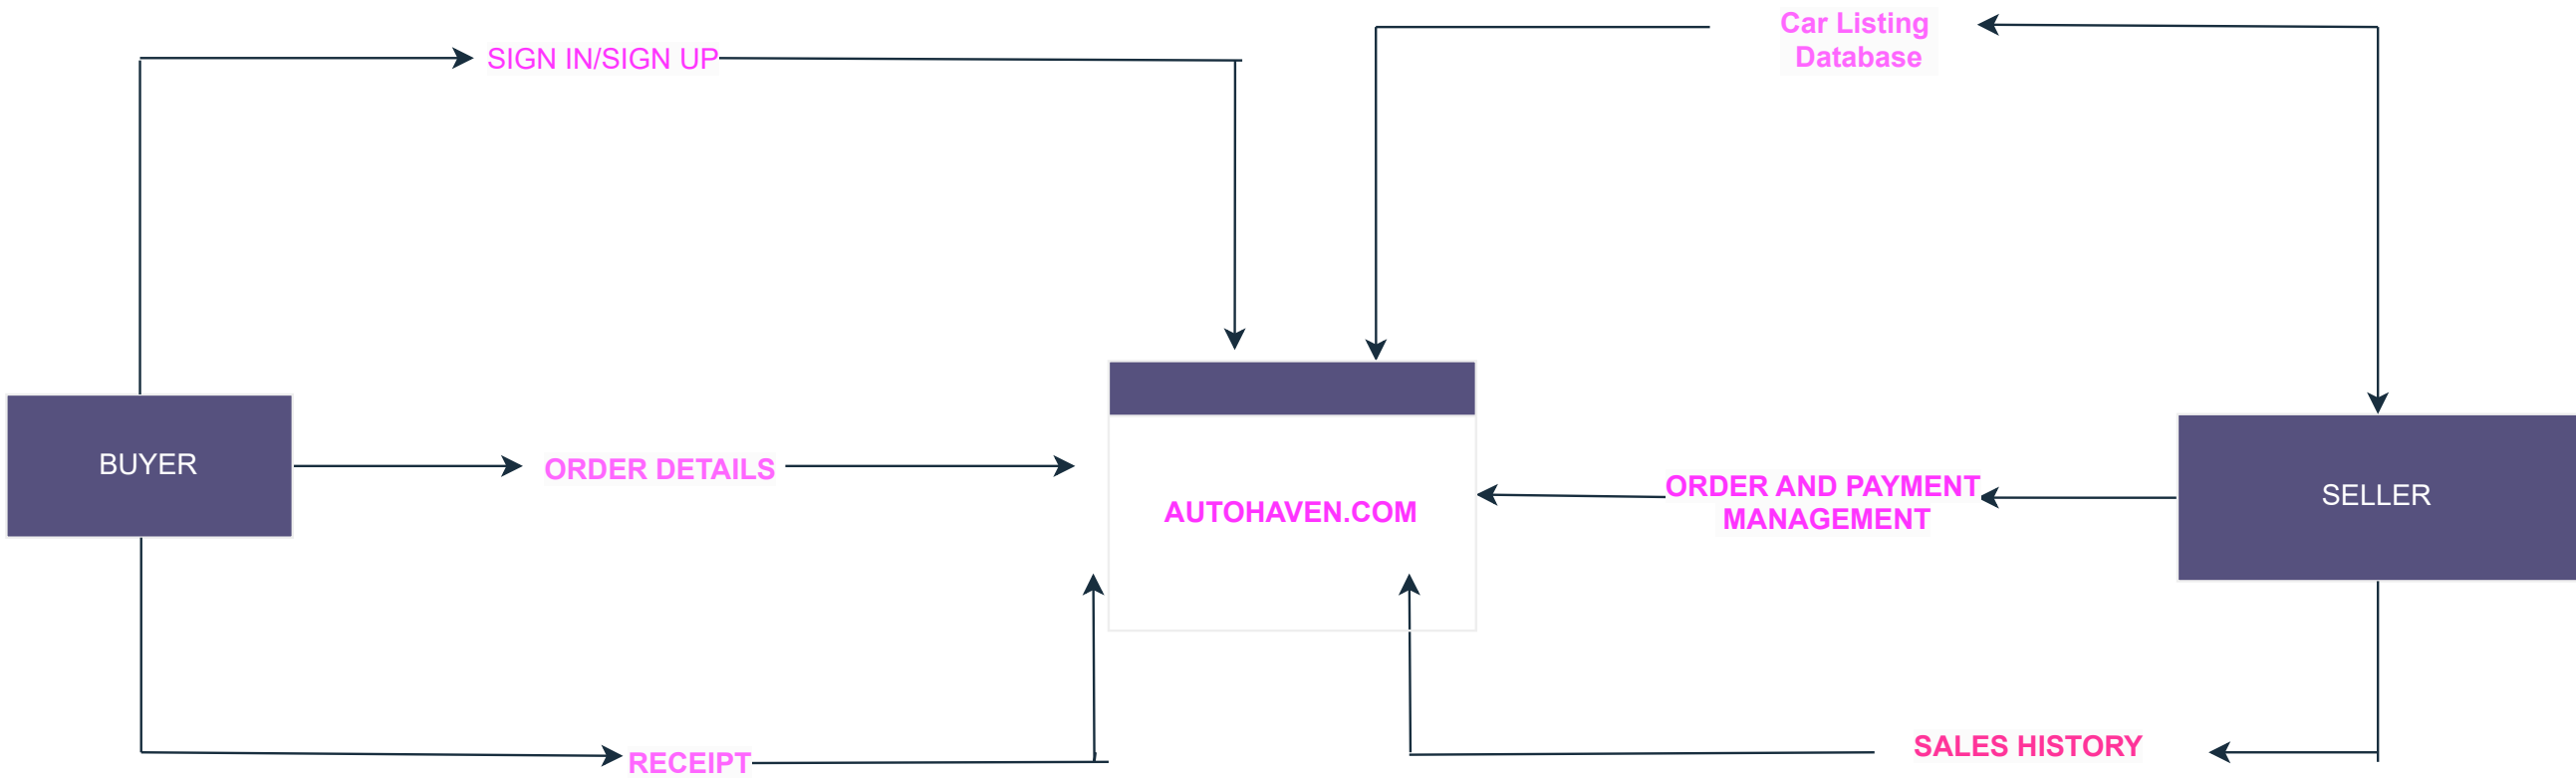 SIGN IN/SIGN UP
Car Listing
Database
BUYER
ORDER DETAILS
AUTOHAVEN.COM
ORDER AND PAYMENT
MANAGEMENT
SELLER
RECEIPT
SALES HISTORY